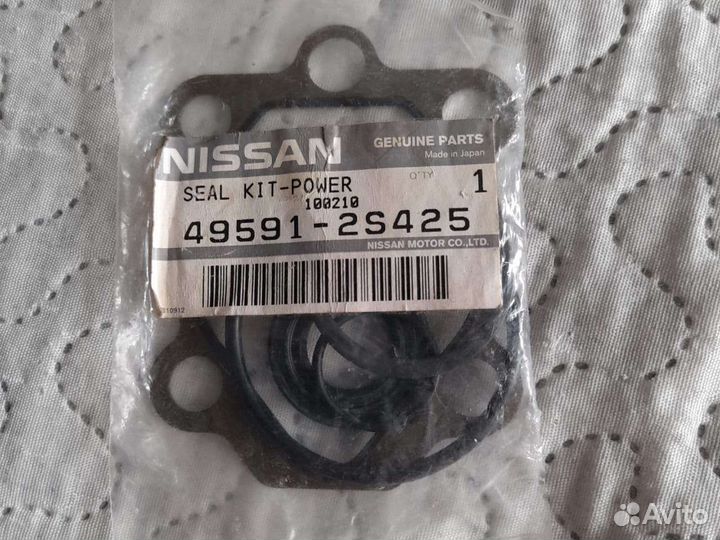 NISSAN
GENUINE PARTS
Made in Japan
SEAL KIT-POWER
Q'TY 1
100210
49591-2S425
NISSAN MOTOR CO.,LTD.
Avito